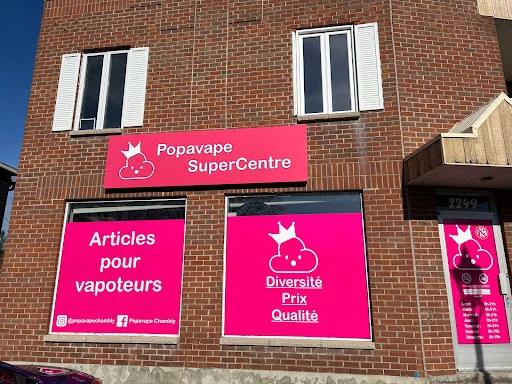 Popavape
SuperCentre
2249
Articles
pour
vapoteurs
@popavapechambly Popavape Chambly
Diversité
Prix
Qualité